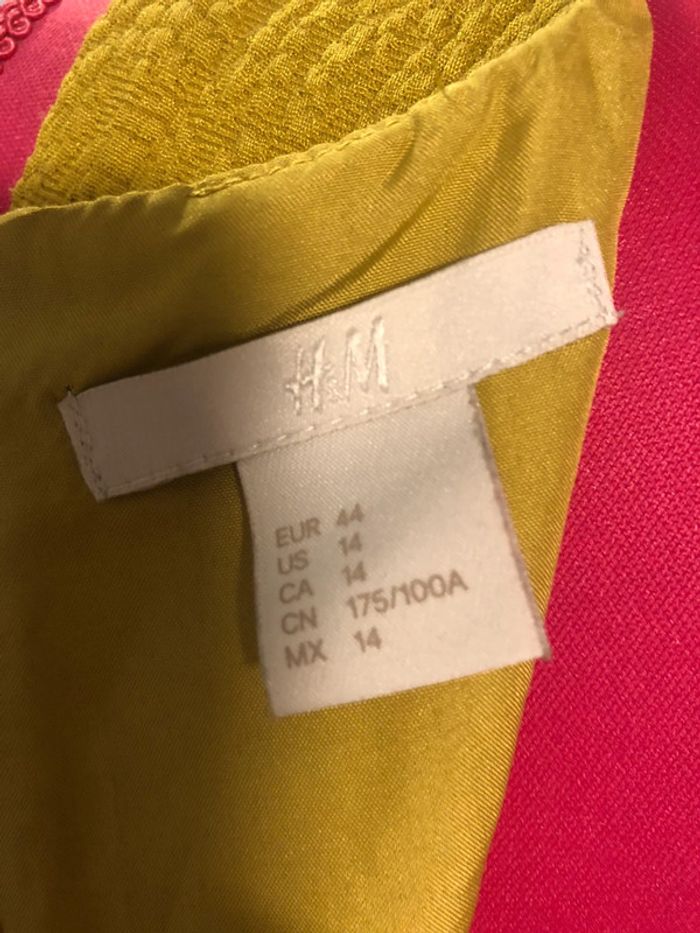 H&M
EUR 44
US 14
CA 14
CN 175/100A
MX 14